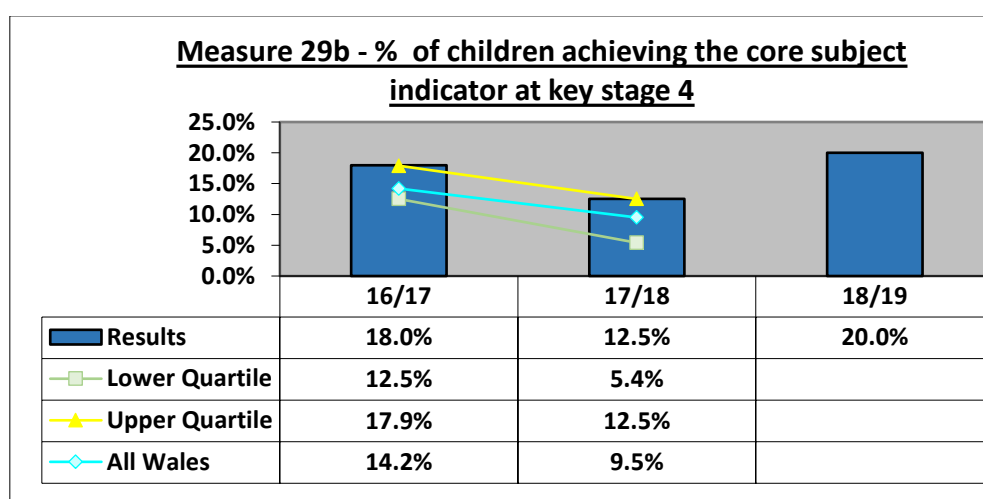 Measure 29b - % of children achieving the core subject
indicator at key stage 4
25.0%
20.0%
15.0%
10.0%
5.0%
0.0%
16/17 17/18 18/19
Results 18.0% 12.5% 20.0%
Lower Quartile 12.5% 5.4%
Upper Quartile 17.9% 12.5%
All Wales 14.2% 9.5%